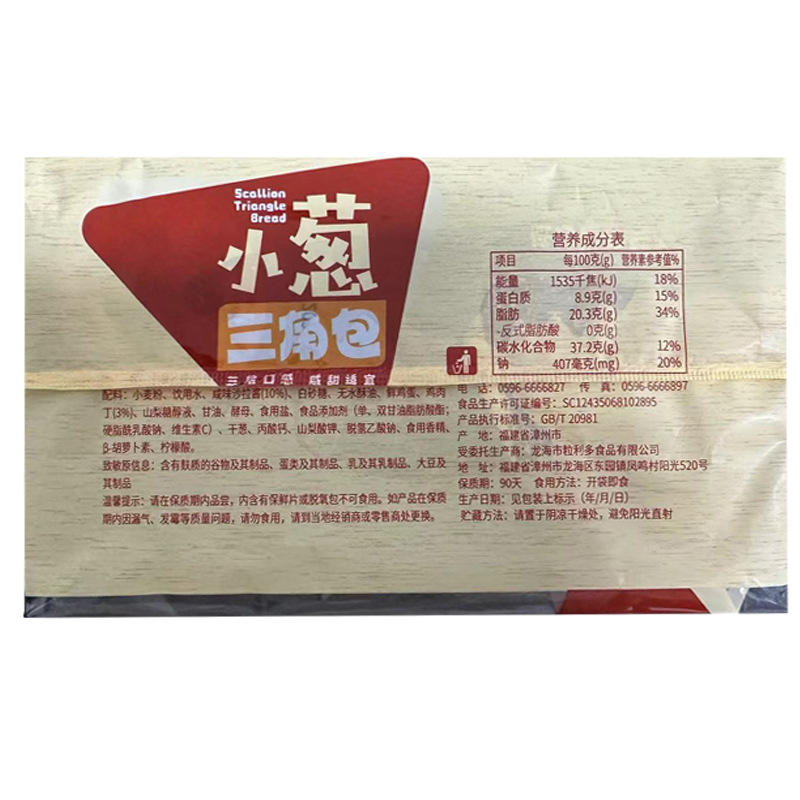 Scallion
Triangle
Bread
小葱
三角包
三层口感 咸甜适宜
营养成分表
项目 每100克(g) 营养素参考值%
能量 1535千焦(kJ) 18%
蛋白质 8.9克(g) 15%
脂肪 20.3克(g) 34%
-反式脂肪酸 0克(g)
碳水化合物 37.2克(g) 12%
钠 407毫克(mg) 20%
配料：小麦粉、饮用水、咸味沙拉酱(10%)、白砂糖、无水酥油、鲜鸡蛋、鸡肉
丁(3%)、山梨糖醇液、甘油、酵母、食用盐、食品添加剂（单、双甘油脂肪酸酯；
硬脂酰乳酸钠、维生素C）、干葱、丙酸钙、山梨酸钾、脱氢乙酸钠、食用香精、
β-胡萝卜素、柠檬酸。
致敏原信息：含有麸质的谷物及其制品、蛋类及其制品、乳及其乳制品、大豆及
其制品
温馨提示：请在保质期内品尝，内含有保鲜片或脱氧包不可食用。如产品在保质
期内因漏气、发霉等质量问题，请勿食用，请到当地经销商或零售商处更换。
电 话：0596-6666827 传 真：0596-6666897
食品生产许可证编号：SC12435068102895
产品执行标准号：GB/T 20981
产 地：福建省漳州市
受委托生产商：龙海市粒利多食品有限公司
地 址：福建省漳州市龙海区东园镇凤鸣村阳光520号
保质期：90天 食用方法：开袋即食
生产日期：见包装上标示（年/月/日）
贮藏方法：请置于阴凉干燥处，避免阳光直射